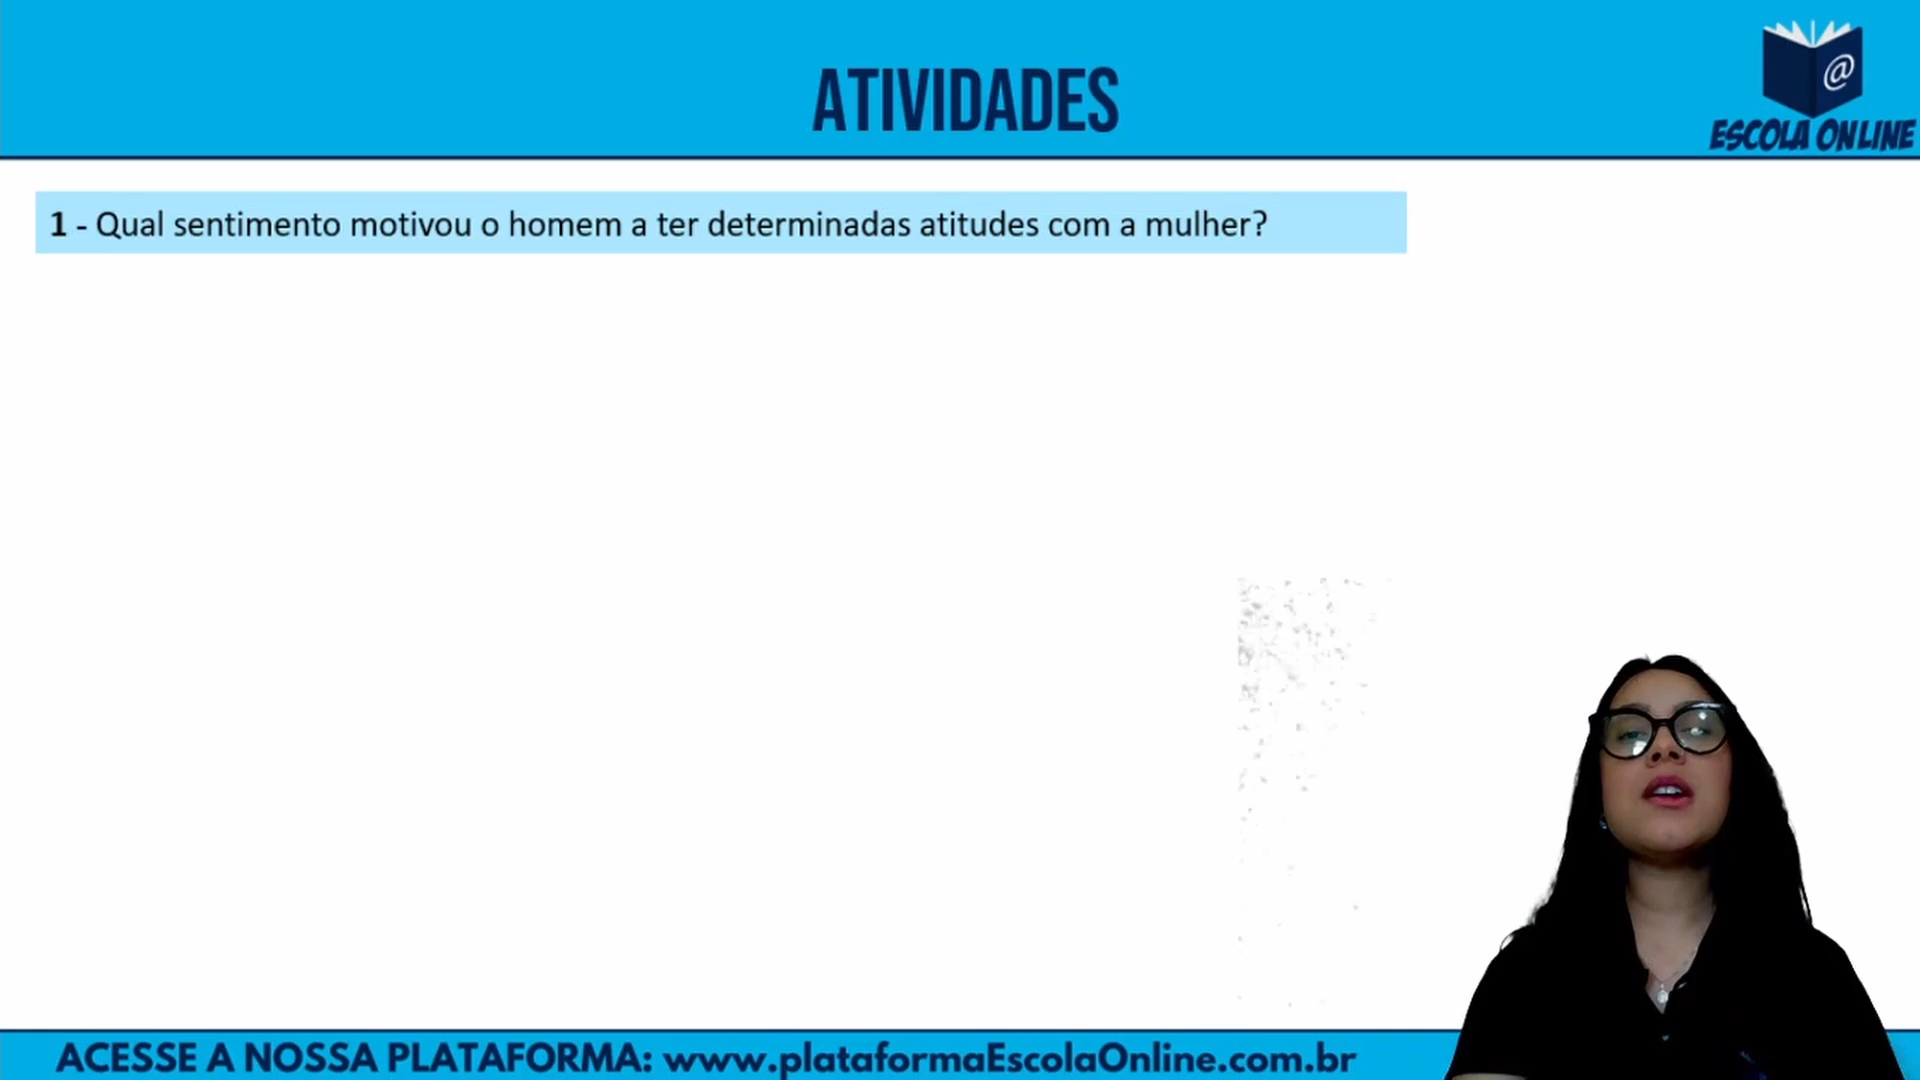 ATIVIDADES
@
ESCOLA ONLINE
1 - Qual sentimento motivou o homem a ter determinadas atitudes com a mulher?
ACESSE A NOSSA PLATAFORMA: www.plataformaEscolaOnline.com.br